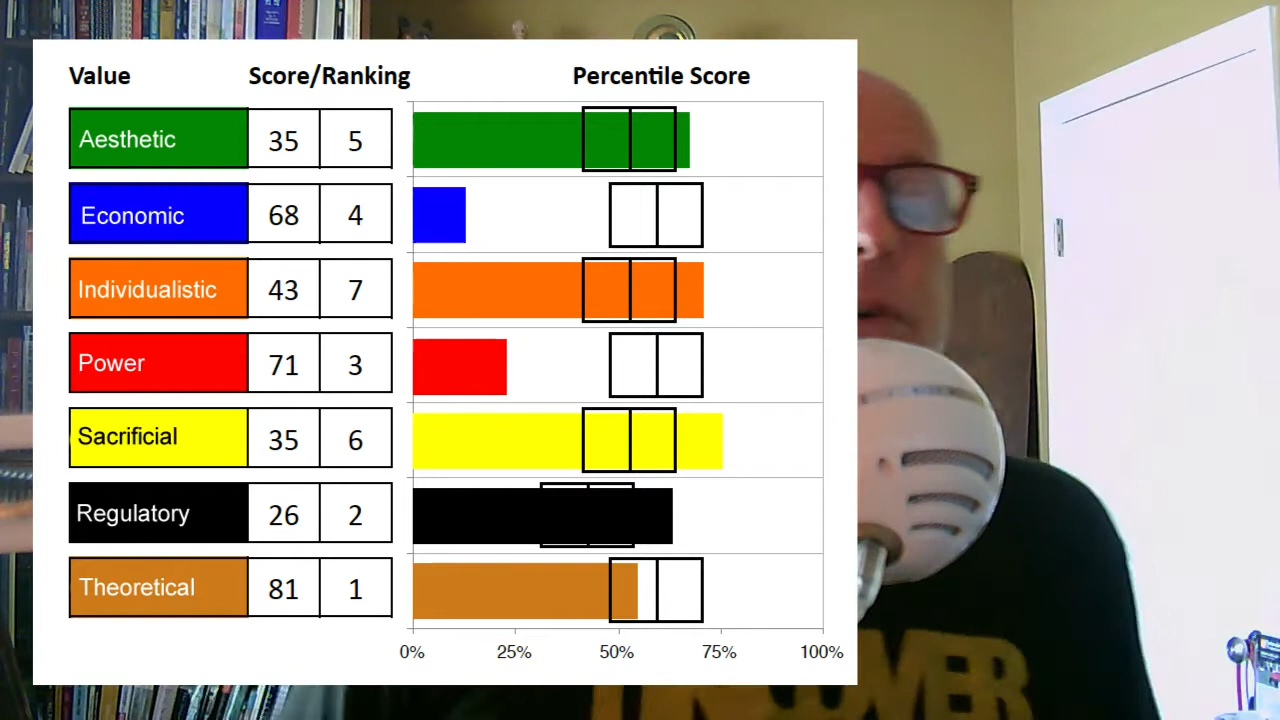 Value Score/Ranking Percentile Score
Aesthetic 35 5
Economic 68 4
Individualistic 43 7
Power 71 3
Sacrificial 35 6
Regulatory 26 2
Theoretical 81 1
0% 25% 50% 75% 100%